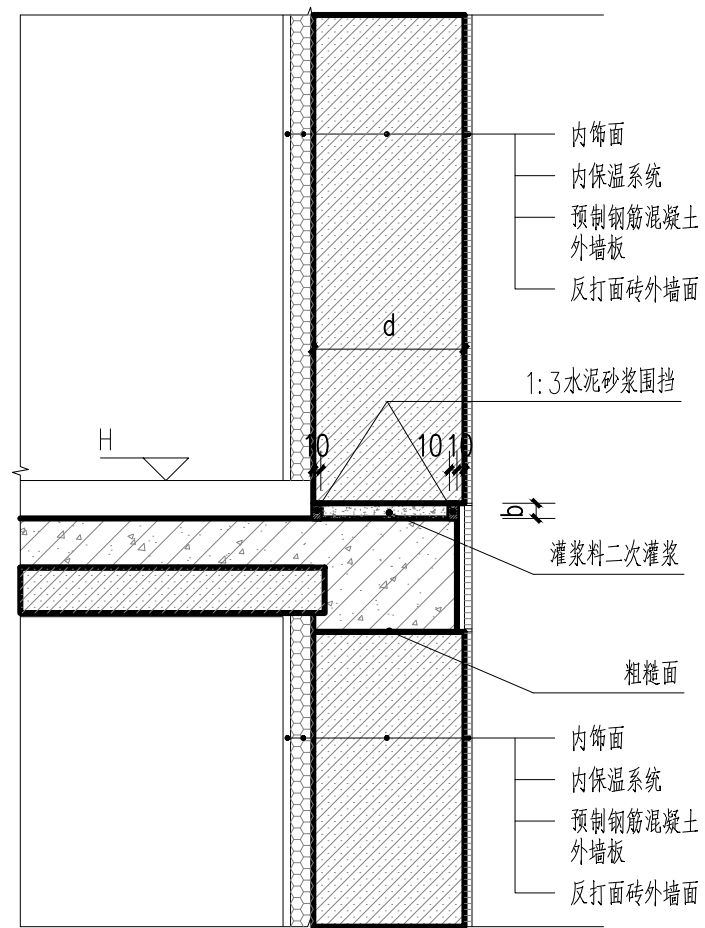 内饰面
内保温系统
预制钢筋混凝土
外墙板
反打面砖外墙面
d
1:3水泥砂浆围挡
H
10
10
10
b
灌浆料二次灌浆
粗糙面
内饰面
内保温系统
预制钢筋混凝土
外墙板
反打面砖外墙面